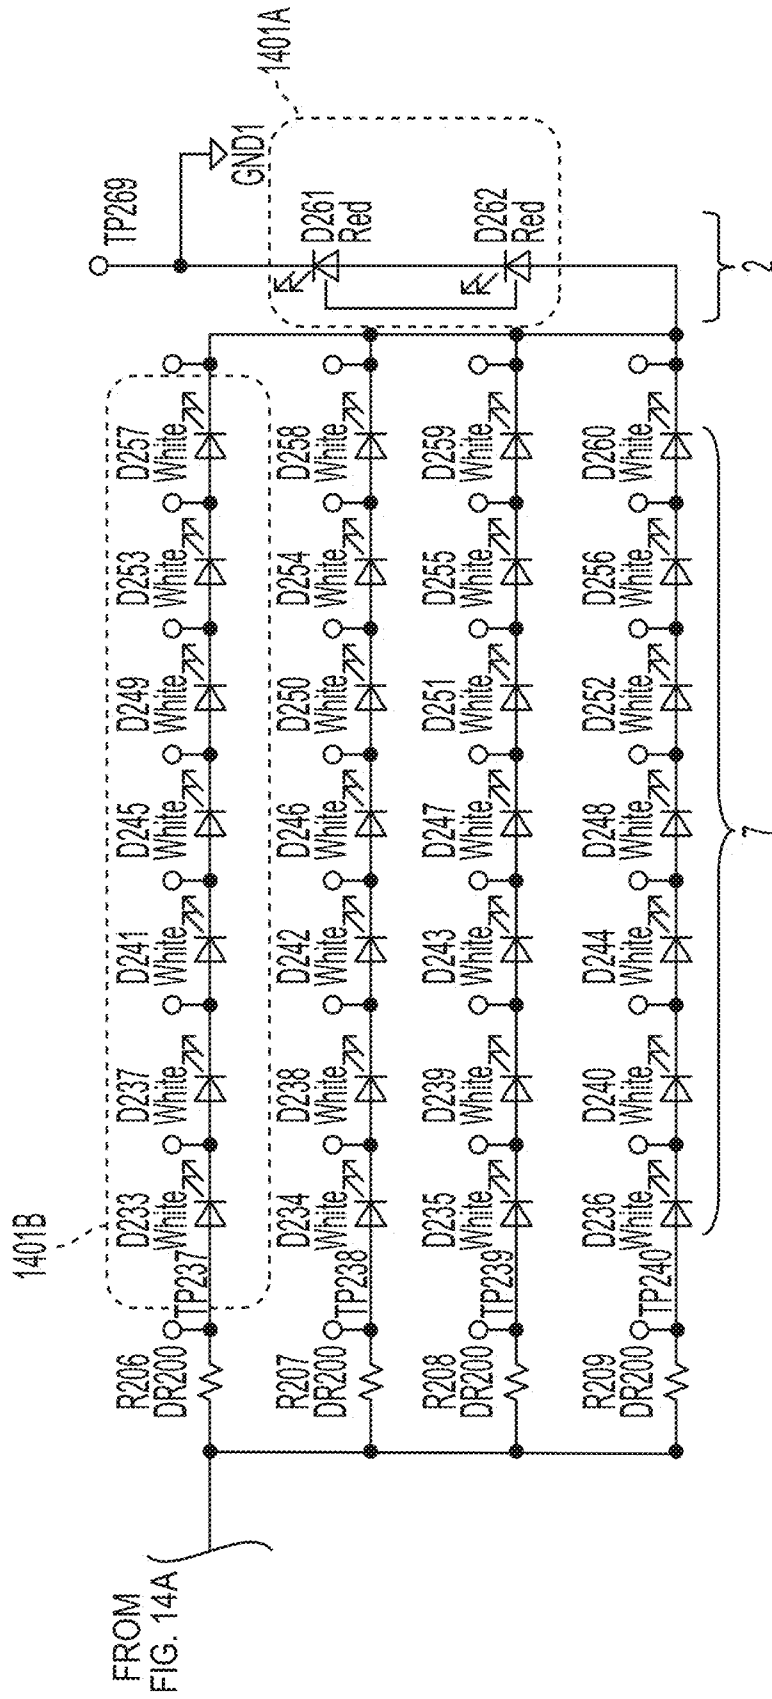 FROM
FIG. 14A
1401B
R206
DR200
TP237
D233
White
D237
White
D241
White
D245
White
D249
White
D253
White
D257
White
TP269
GND1
1401A
R207
DR200
TP238
D234
White
D238
White
D242
White
D246
White
D250
White
D254
White
D258
White
D261
Red
R208
DR200
TP239
D235
White
D239
White
D243
White
D247
White
D251
White
D255
White
D259
White
D262
Red
R209
DR200
TP240
D236
White
D240
White
D244
White
D248
White
D252
White
D256
White
D260
White
7
2